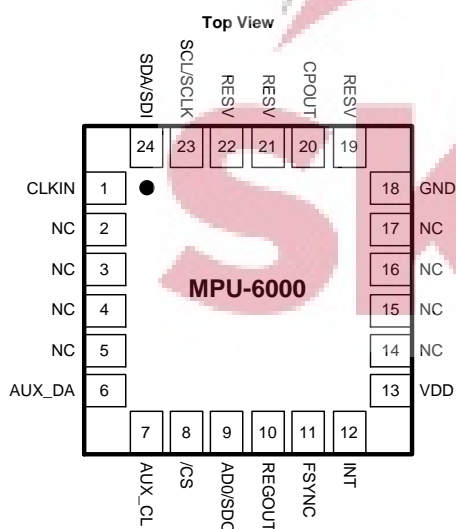 Top View
SDA/SDI
SCL/SCLK
RESV
RESV
CPOUT
RESV
24 23 22 21 20 19
CLKIN 1 18 GND
NC 2 17 NC
NC 3 16 NC
MPU-6000
NC 4 15 NC
NC 5 14 NC
AUX_DA 6 13 VDD
7 8 9 10 11 12
AUX_CL
/CS
AD0/SDO
REGOUT
FSYNC
INT